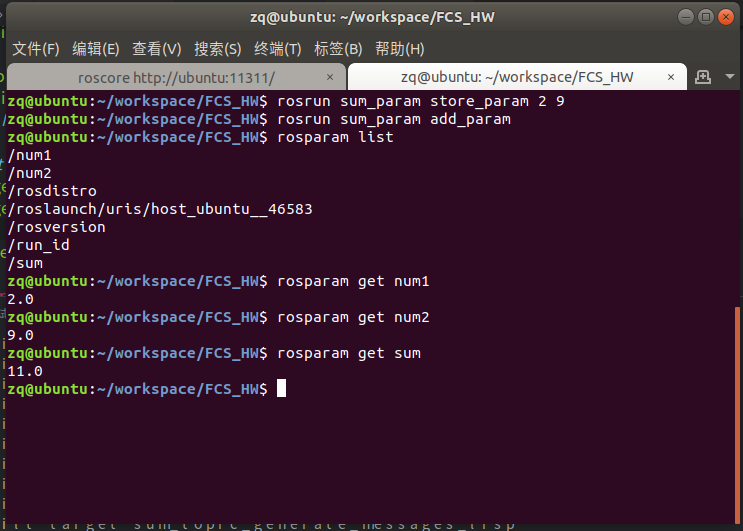 zq@ubuntu: ~/workspace/FCS_HW
文件(F) 编辑(E) 查看(V) 搜索(S) 终端(T) 标签(B) 帮助(H)
roscore http://ubuntu:11311/ × zq@ubuntu: ~/workspace/FCS_HW ×
zq@ubuntu:~/workspace/FCS_HW$ rosrun sum_param store_param 2 9
zq@ubuntu:~/workspace/FCS_HW$ rosrun sum_param add_param
zq@ubuntu:~/workspace/FCS_HW$ rosparam list
/num1
/num2
/rosdistro
/roslaunch/uris/host_ubuntu__46583
/rosversion
/run_id
/sum
zq@ubuntu:~/workspace/FCS_HW$ rosparam get num1
2.0
zq@ubuntu:~/workspace/FCS_HW$ rosparam get num2
9.0
zq@ubuntu:~/workspace/FCS_HW$ rosparam get sum
11.0
zq@ubuntu:~/workspace/FCS_HW$
target sum_topic_generate_messages_lisp